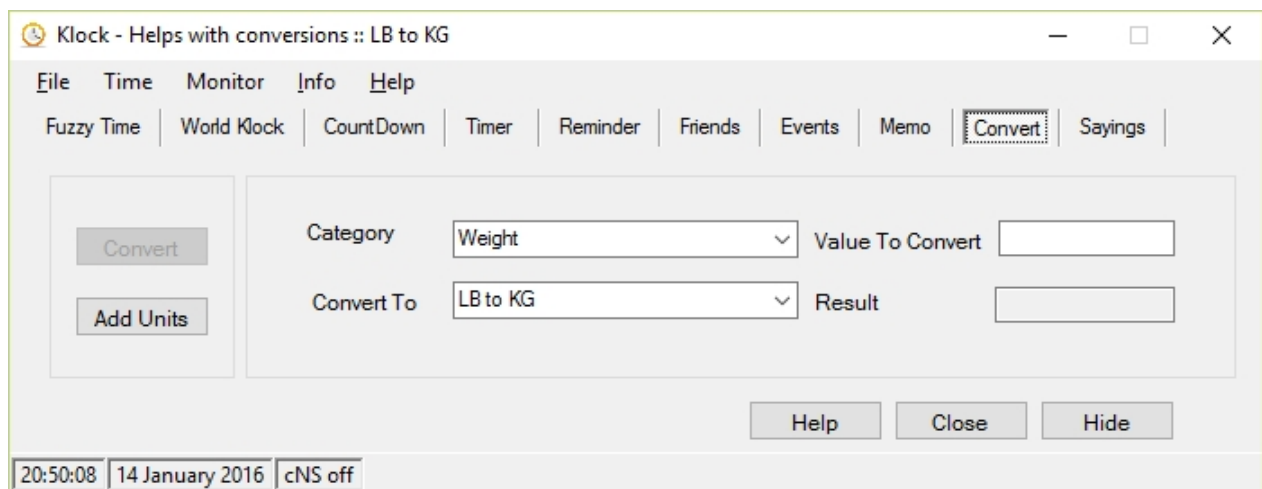 Klock - Helps with conversions :: LB to KG
File Time Monitor Info Help
Fuzzy Time World Klock CountDown Timer Reminder Friends Events Memo Convert Sayings
Convert Category Weight Value To Convert
Add Units Convert To LB to KG Result
Help Close Hide
20:50:08 14 January 2016 cNS off